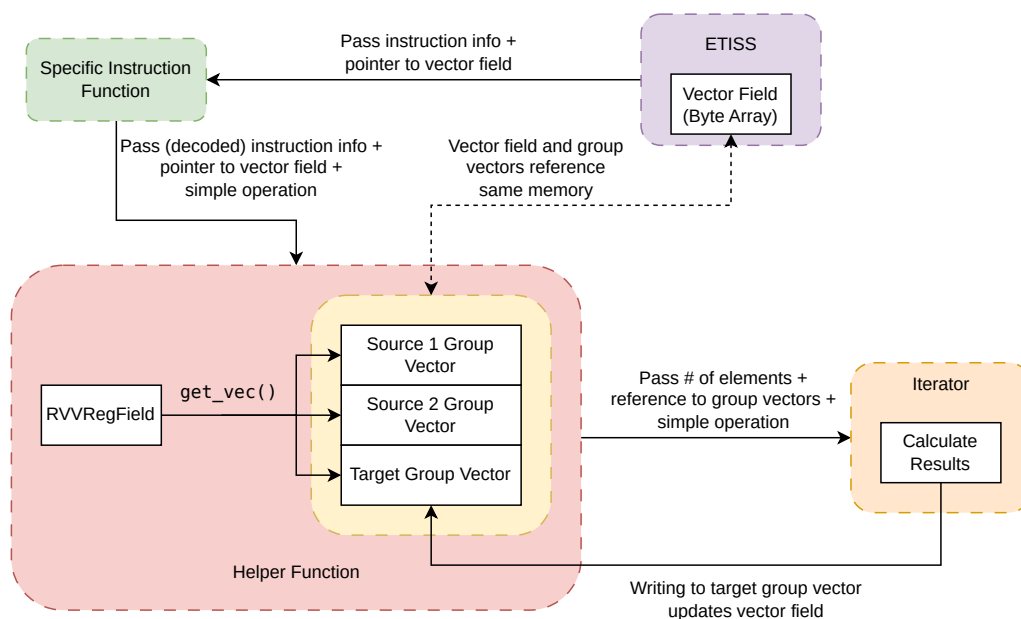 Pass instruction info +
pointer to vector field
ETISS
Specific Instruction
Function
Vector Field
(Byte Array)
Pass (decoded) instruction info +
pointer to vector field +
simple operation
Vector field and group
vectors reference
same memory
Source 1 Group
Vector
Source 2 Group
Vector
Target Group Vector
RVVRegField
get_vec()
Helper Function
Pass # of elements +
reference to group vectors +
simple operation
Iterator
Calculate
Results
Writing to target group vector
updates vector field